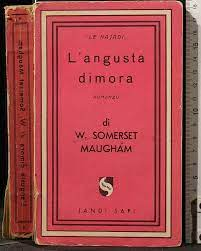 LE NAJADI
L'angusta
dimora
ROMANZO
di
W. SOMERSET
MAUGHAM
S
JANDI SAPI